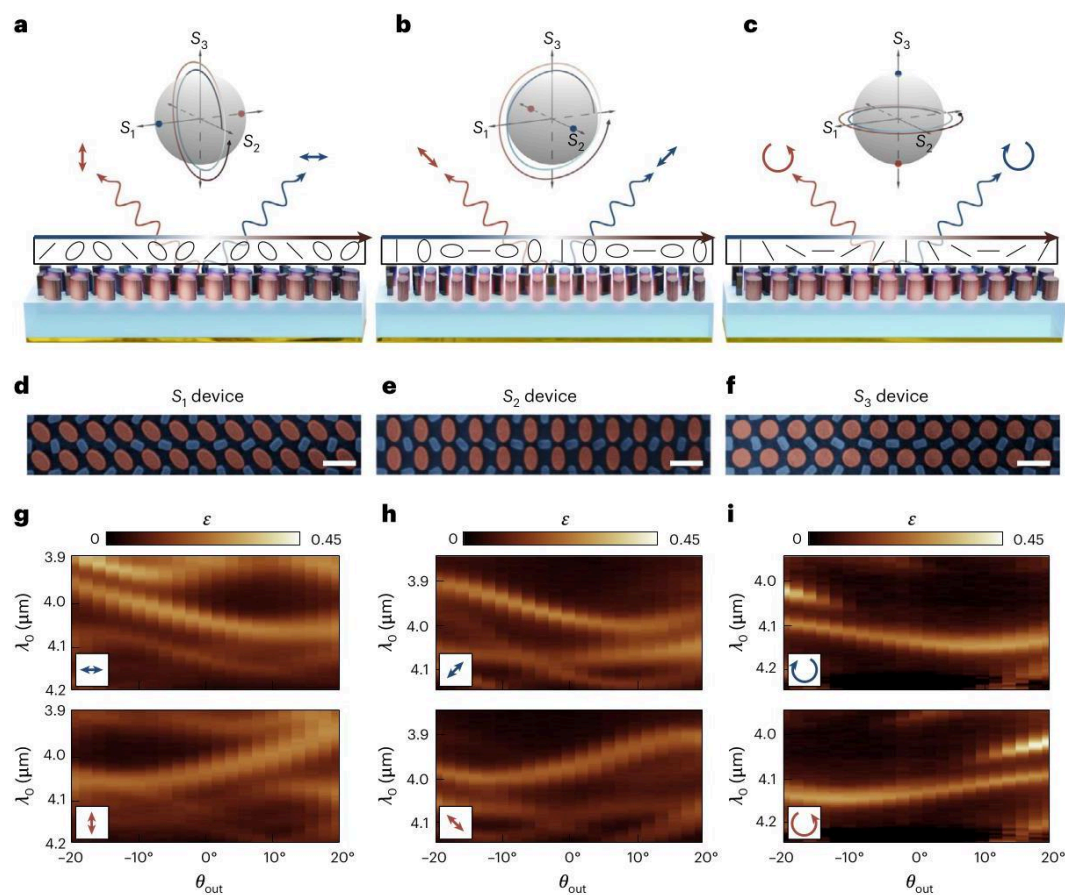 a b c
S3 S3 S3
S1 S2 S1 S2 S1 S2
d S1 device e S2 device f S3 device
g h i
ε ε ε
0 0.45 0 0.45 0 0.45
3.9 3.9 4.0
4.0 4.0 4.1
4.1 4.1 4.2
4.2
λ0 (μm) λ0 (μm) λ0 (μm)
3.9 3.9 4.0
4.0 4.0 4.1
4.1 4.1 4.2
4.2
λ0 (μm) λ0 (μm) λ0 (μm)
−20 −10° 0° 10° 20° −20 −10° 0° 10° 20° −20 −10° 0° 10° 20°
θout θout θout